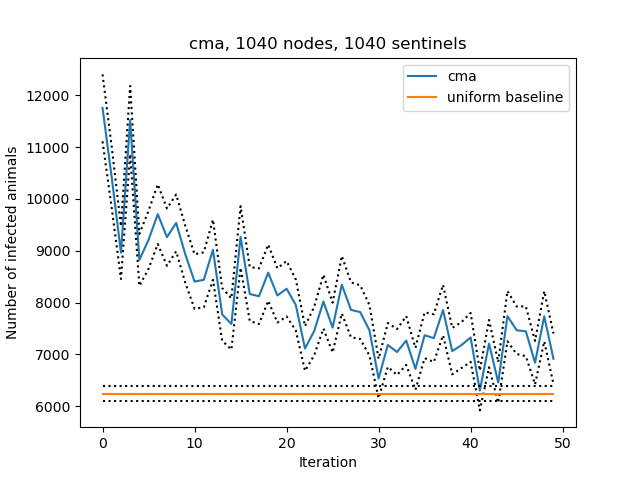 cma, 1040 nodes, 1040 sentinels
cma
uniform baseline
Number of infected animals
12000
11000
10000
9000
8000
7000
6000
0 10 20 30 40 50
Iteration